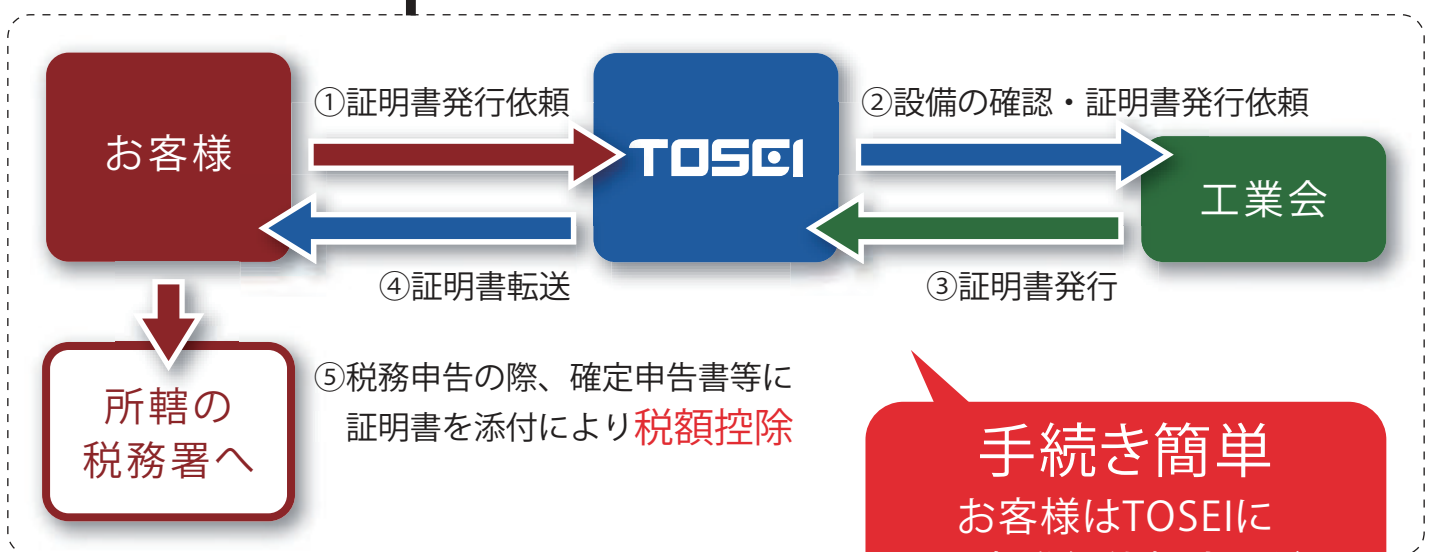 ①証明書発行依頼
②設備の確認・証明書発行依頼
お客様
TOSEI
工業会
④証明書転送
③証明書発行
所轄の
税務署へ
⑤税務申告の際、確定申告書等に
証明書を添付により税額控除
手続き簡単
お客様はTOSEIに